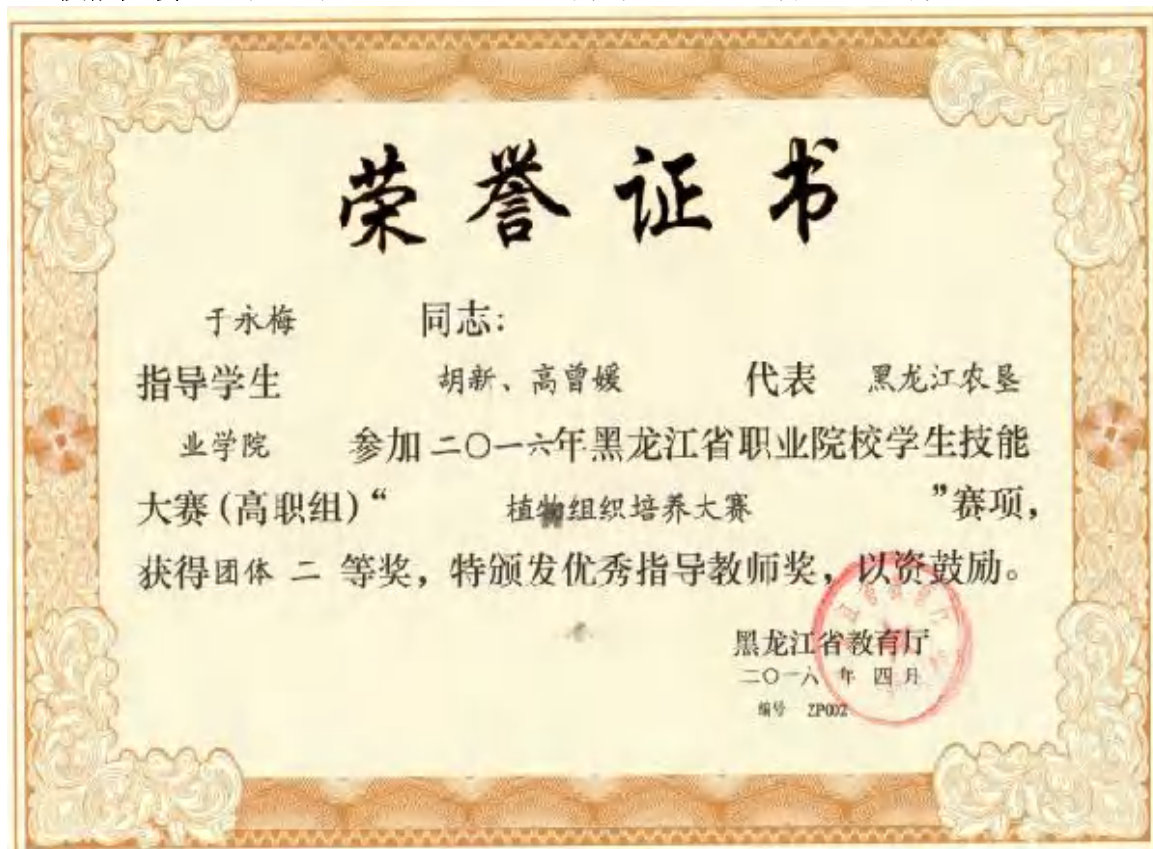 荣誉证书
于永梅 同志:
指导学生 胡新、高曾媛 代表 黑龙江农垦
业学院 参加二〇一六年黑龙江省职业院校学生技能
大赛(高职组)“ 植物组织培养大赛 ”赛项,
获得团体 二 等奖,特颁发优秀指导教师奖,以资鼓励。
黑龙江省教育厅
二〇一六 年 四 月
编号 ZP002